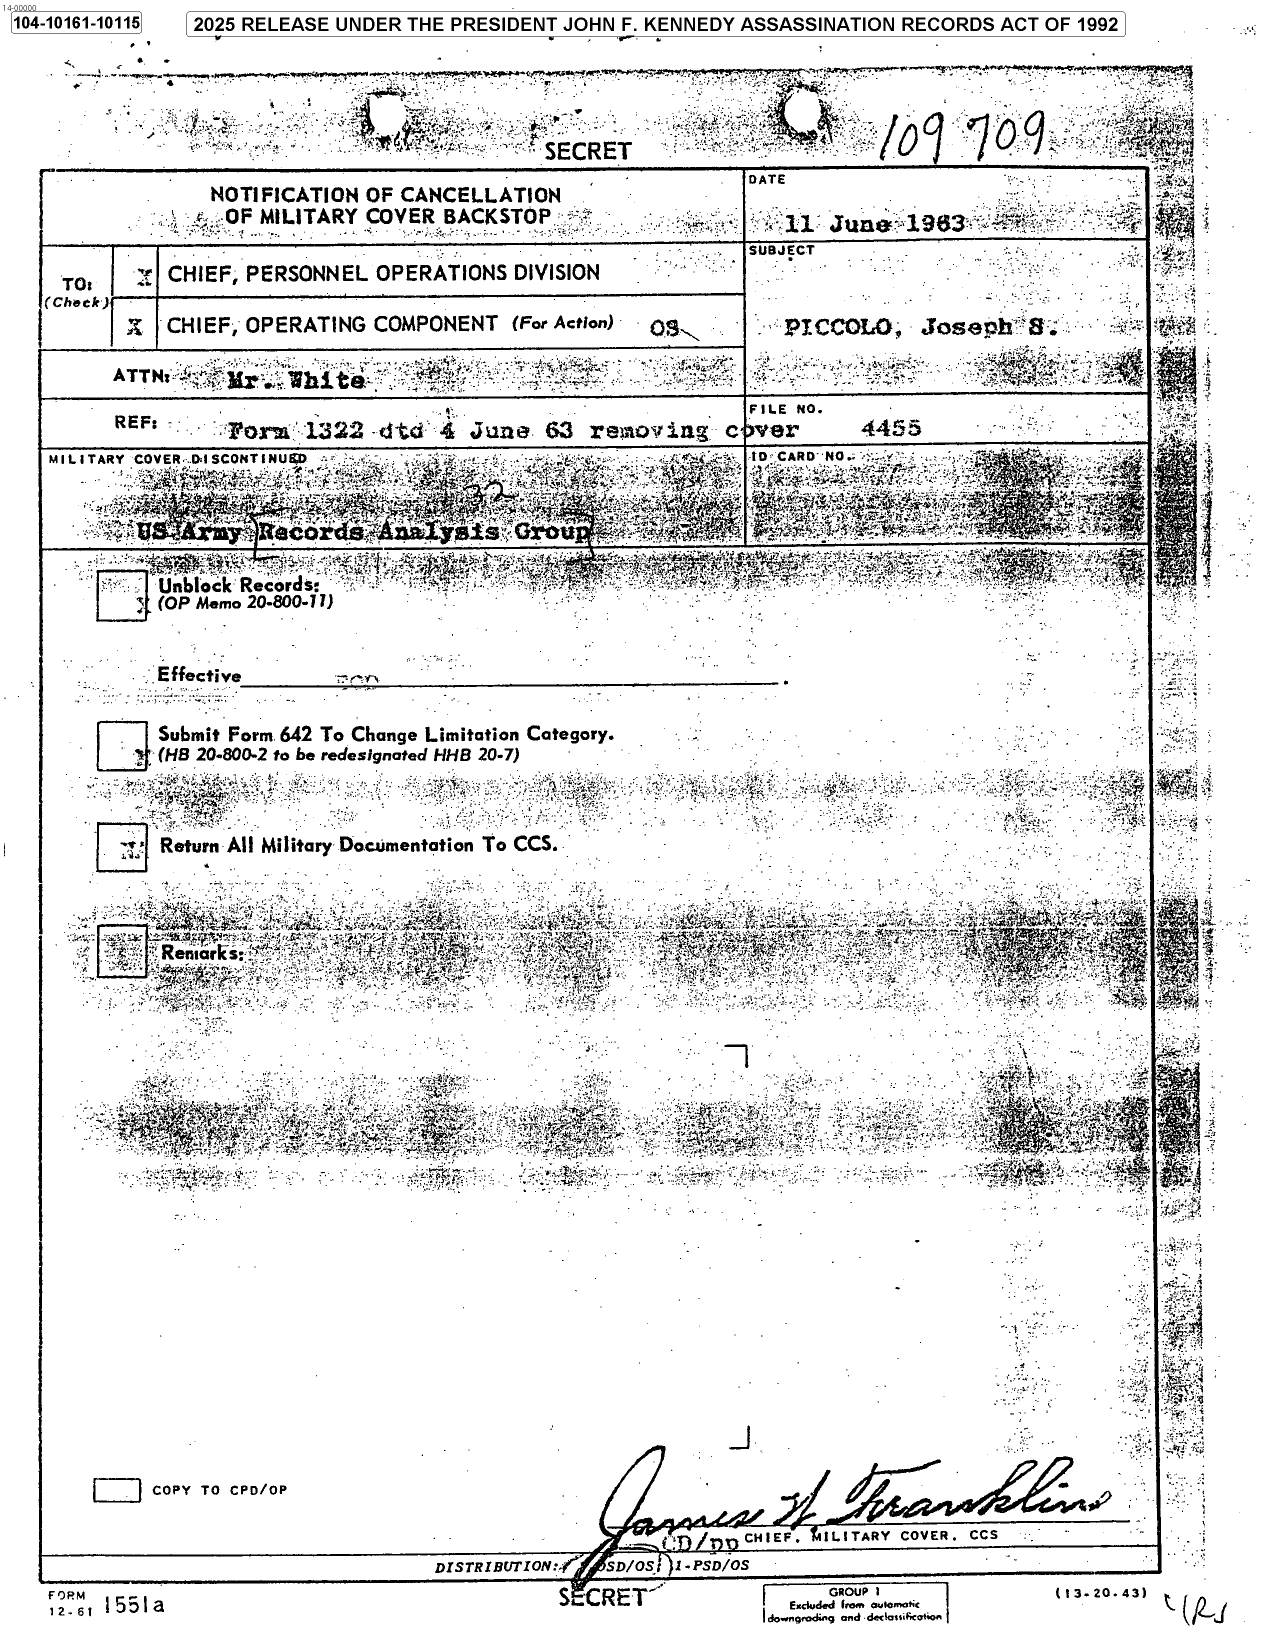 14-00000
104-10161-10115
2025 RELEASE UNDER THE PRESIDENT JOHN F. KENNEDY ASSASSINATION RECORDS ACT OF 1992
SECRET
109709
NOTIFICATION OF CANCELLATION
OF MILITARY COVER BACKSTOP
DATE
11 June 1963
TO:
(Check)
X CHIEF, PERSONNEL OPERATIONS DIVISION
X CHIEF, OPERATING COMPONENT (For Action) OS
SUBJECT
PICCOLO, Joseph S.
ATTN: Mr. White
REF: Form 1322 dtd 4 June 63 removing cover
FILE NO.
4455
MILITARY COVER DISCONTINUED
ID CARD NO.
32
US Army Records Analysis Group
X Unblock Records:
(OP Memo 20-800-11)
Effective
X Submit Form 642 To Change Limitation Category.
(HB 20-800-2 to be redesignated HHB 20-7)
Return All Military Documentation To CCS.
Remarks:
COPY TO CPD/OP
James W Franklin
CD/DD CHIEF, MILITARY COVER, CCS
DISTRIBUTION: SD/OS 1-PSD/OS
FORM
12-61 1551a
SECRET
GROUP 1
Excluded from automatic
downgrading and declassification
(13-20-43)